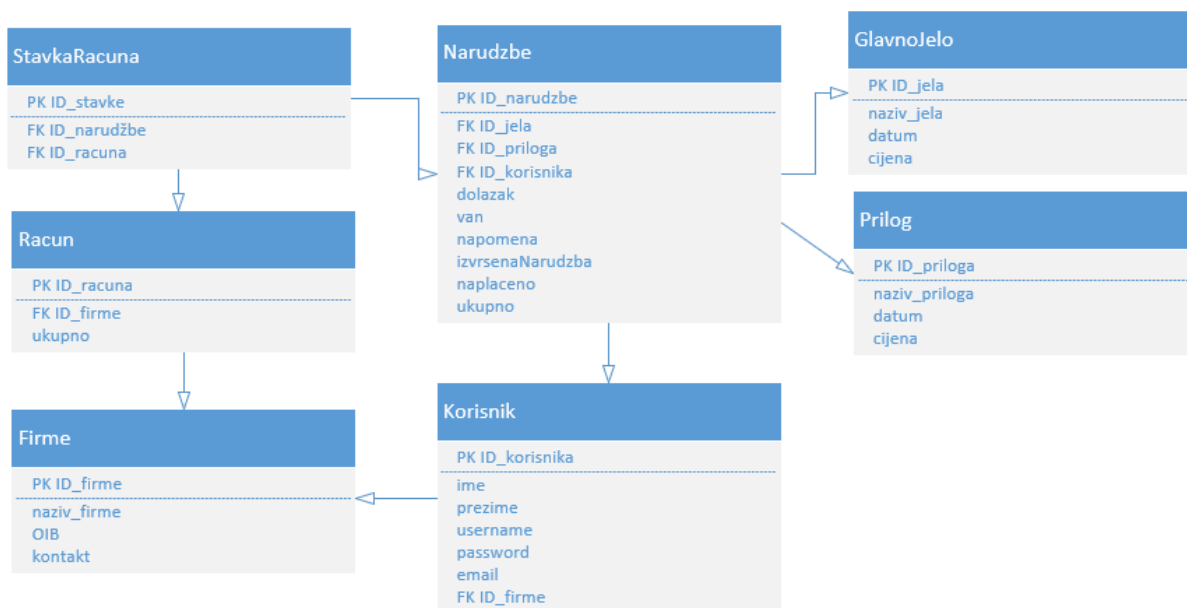 StavkaRacuna
PK ID_stavke
FK ID_narudžbe
FK ID_racuna
Narudzbe
PK ID_narudzbe
FK ID_jela
FK ID_priloga
FK ID_korisnika
dolazak
van
napomena
izvrsenaNarudzba
naplaceno
ukupno
GlavnoJelo
PK ID_jela
naziv_jela
datum
cijena
Prilog
PK ID_priloga
naziv_priloga
datum
cijena
Racun
PK ID_racuna
FK ID_firme
ukupno
Firme
PK ID_firme
naziv_firme
OIB
kontakt
Korisnik
PK ID_korisnika
ime
prezime
username
password
email
FK ID_firme